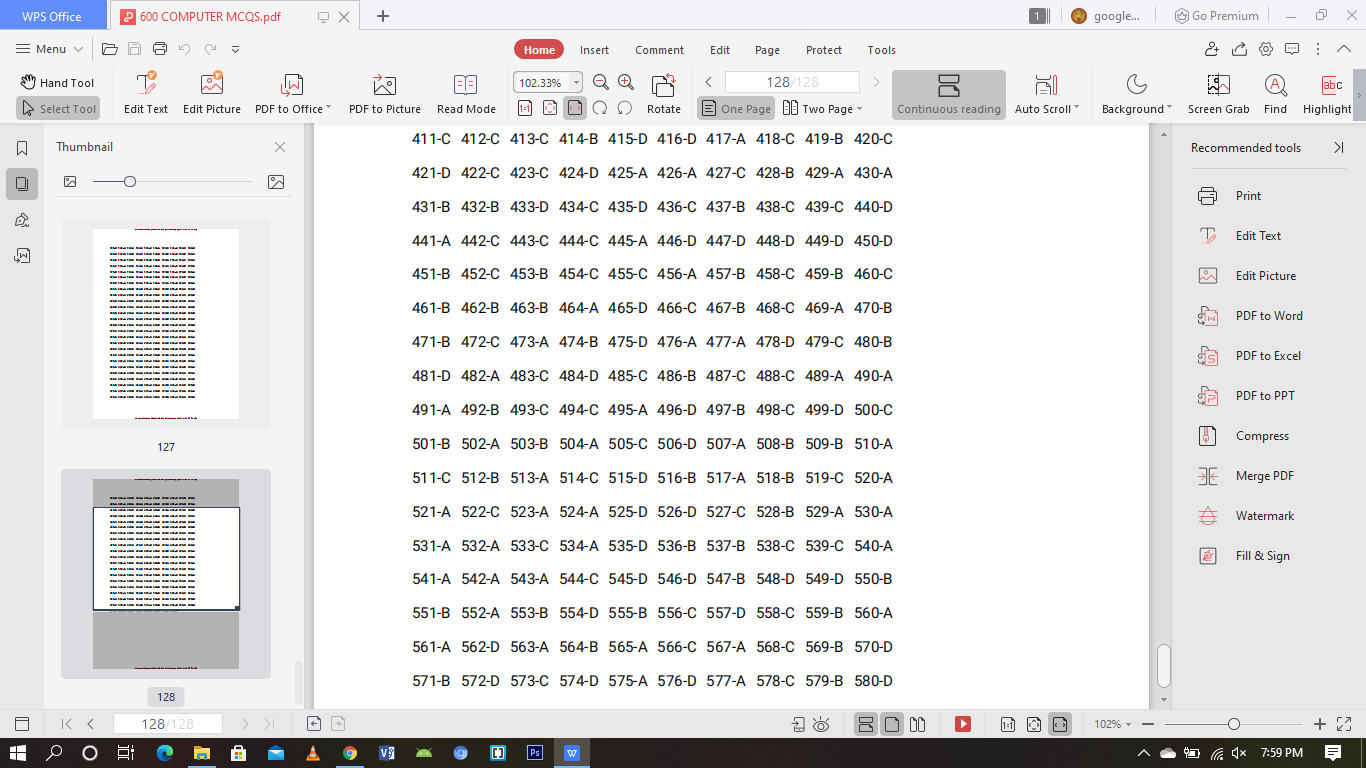 WPS Office 600 COMPUTER MCQS.pdf 1 google... Go Premium
Menu Home Insert Comment Edit Page Protect Tools
Hand Tool 102.33% 128/128
Select Tool Edit Text Edit Picture PDF to Office PDF to Picture Read Mode Rotate One Page Two Page Continuous reading Auto Scroll Background Screen Grab Find Highlight
Thumbnail
127
128
411-C 412-C 413-C 414-B 415-D 416-D 417-A 418-C 419-B 420-C
421-D 422-C 423-C 424-D 425-A 426-A 427-C 428-B 429-A 430-A
431-B 432-B 433-D 434-C 435-D 436-C 437-B 438-C 439-C 440-D
441-A 442-C 443-C 444-C 445-A 446-D 447-D 448-D 449-D 450-D
451-B 452-C 453-B 454-C 455-C 456-A 457-B 458-C 459-B 460-C
461-B 462-B 463-B 464-A 465-D 466-C 467-B 468-C 469-A 470-B
471-B 472-C 473-A 474-B 475-D 476-A 477-A 478-D 479-C 480-B
481-D 482-A 483-C 484-D 485-C 486-B 487-C 488-C 489-A 490-A
491-A 492-B 493-C 494-C 495-A 496-D 497-B 498-C 499-D 500-C
501-B 502-A 503-B 504-A 505-C 506-D 507-A 508-B 509-B 510-A
511-C 512-B 513-A 514-C 515-D 516-B 517-A 518-B 519-C 520-A
521-A 522-C 523-A 524-A 525-D 526-D 527-C 528-B 529-A 530-A
531-A 532-A 533-C 534-A 535-D 536-B 537-B 538-C 539-C 540-A
541-A 542-A 543-A 544-C 545-D 546-D 547-B 548-D 549-D 550-B
551-B 552-A 553-B 554-D 555-B 556-C 557-D 558-C 559-B 560-A
561-A 562-D 563-A 564-B 565-A 566-C 567-A 568-C 569-B 570-D
571-B 572-D 573-C 574-D 575-A 576-D 577-A 578-C 579-B 580-D
Recommended tools
Print
Edit Text
Edit Picture
PDF to Word
PDF to Excel
PDF to PPT
Compress
Merge PDF
Watermark
Fill & Sign
128/128 102%
7:59 PM